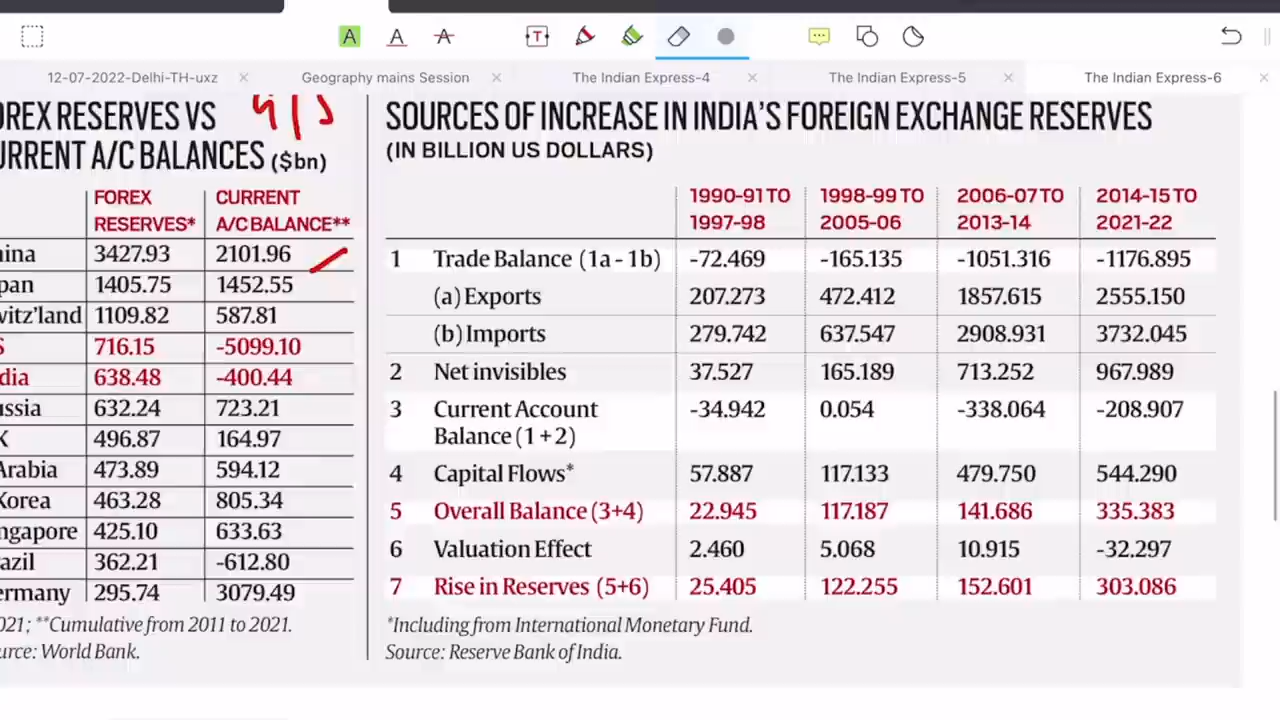 A A A T
12-07-2022-Delhi-TH-uxz × Geography mains Session × The Indian Express-4 × The Indian Express-5 × The Indian Express-6 ×
OREX RESERVES VS
URRENT A/C BALANCES ($bn)
FOREX RESERVES* CURRENT A/C BALANCE**
ina 3427.93 2101.96
pan 1405.75 1452.55
witz'land 1109.82 587.81
S 716.15 -5099.10
dia 638.48 -400.44
ssia 632.24 723.21
K 496.87 164.97
Arabia 473.89 594.12
Korea 463.28 805.34
ngapore 425.10 633.63
azil 362.21 -612.80
ermany 295.74 3079.49
021; **Cumulative from 2011 to 2021.
urce: World Bank.
SOURCES OF INCREASE IN INDIA'S FOREIGN EXCHANGE RESERVES
(IN BILLION US DOLLARS)
1990-91 TO 1997-98 1998-99 TO 2005-06 2006-07 TO 2013-14 2014-15 TO 2021-22
1 Trade Balance (1a - 1b) -72.469 -165.135 -1051.316 -1176.895
(a) Exports 207.273 472.412 1857.615 2555.150
(b) Imports 279.742 637.547 2908.931 3732.045
2 Net invisibles 37.527 165.189 713.252 967.989
3 Current Account -34.942 0.054 -338.064 -208.907
Balance (1 + 2)
4 Capital Flows* 57.887 117.133 479.750 544.290
5 Overall Balance (3+4) 22.945 117.187 141.686 335.383
6 Valuation Effect 2.460 5.068 10.915 -32.297
7 Rise in Reserves (5+6) 25.405 122.255 152.601 303.086
*Including from International Monetary Fund.
Source: Reserve Bank of India.